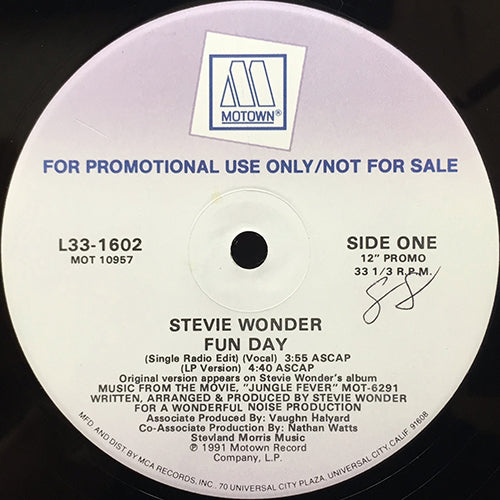 MOTOWN®
FOR PROMOTIONAL USE ONLY/NOT FOR SALE
L33-1602
MOT 10957
SIDE ONE
12" PROMO
33 1/3 R.P.M.
STEVIE WONDER
FUN DAY
(Single Radio Edit) (Vocal) 3:55 ASCAP
(LP Version) 4:40 ASCAP
Original version appears on Stevie Wonder's album
MUSIC FROM THE MOVIE, "JUNGLE FEVER" MOT-6291
WRITTEN, ARRANGED & PRODUCED BY STEVIE WONDER
FOR A WONDERFUL NOISE PRODUCTION
Associate Produced By: Vaughn Halyard
Co-Associate Production By: Nathan Watts
Stevland Morris Music
℗ 1991 Motown Record
Company, L.P.
MFD. AND DIST. BY MCA RECORDS, INC., 70 UNIVERSAL CITY PLAZA, UNIVERSAL CITY, CALIF. 91608